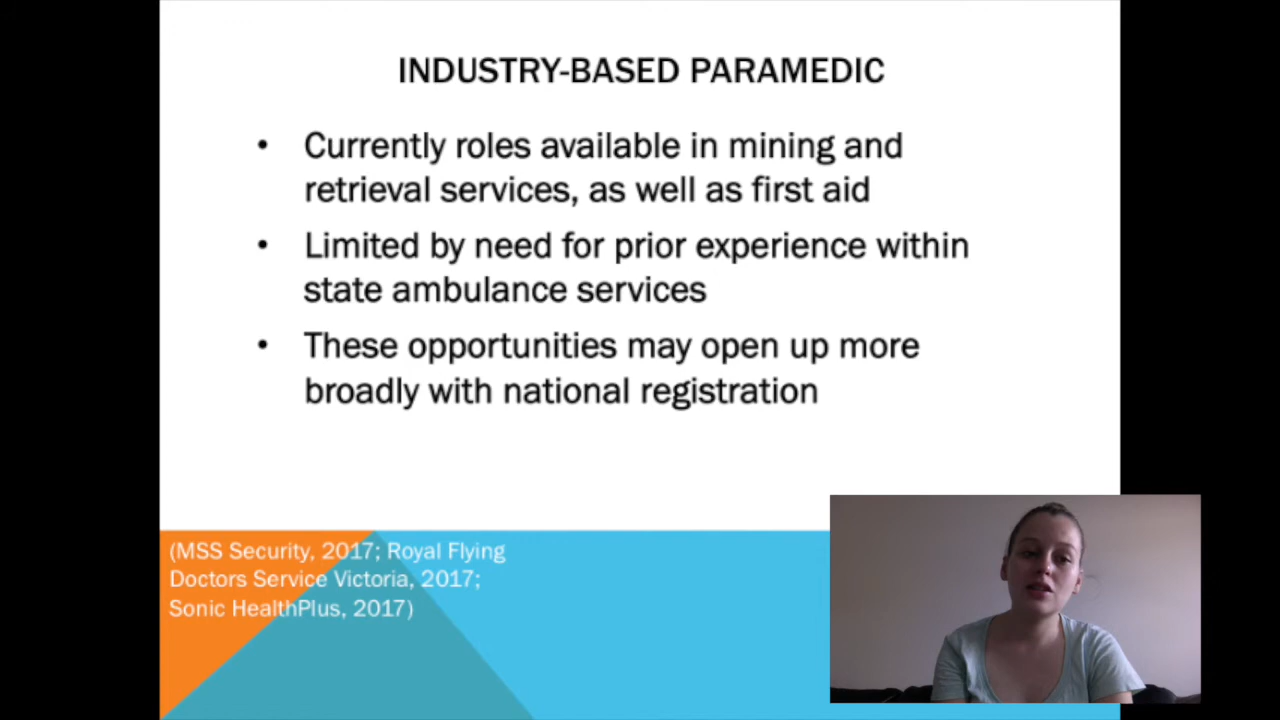 INDUSTRY-BASED PARAMEDIC
• Currently roles available in mining and
retrieval services, as well as first aid
• Limited by need for prior experience within
state ambulance services
• These opportunities may open up more
broadly with national registration
(MSS Security, 2017; Royal Flying
Doctors Service Victoria, 2017;
Sonic HealthPlus, 2017)